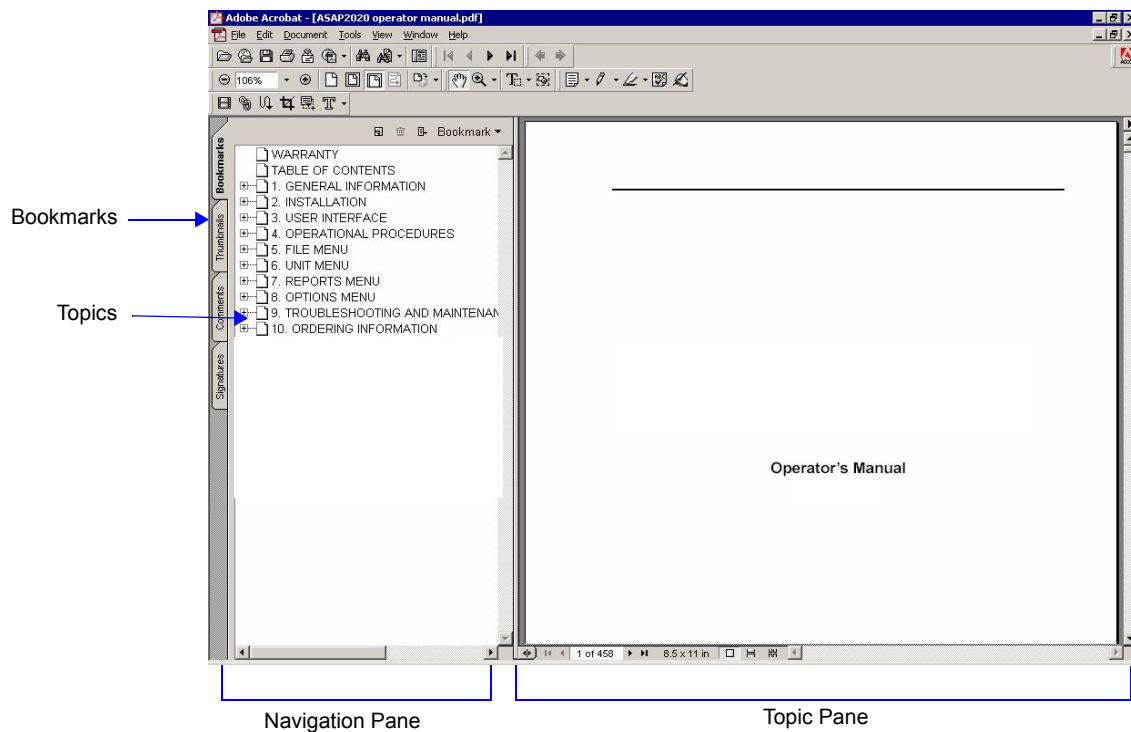 Adobe Acrobat - [ASAP2020 operator manual.pdf]
File Edit Document Tools View Window Help
106%
Bookmark
Bookmarks
Thumbnails
Comments
Signatures
WARRANTY
TABLE OF CONTENTS
1. GENERAL INFORMATION
2. INSTALLATION
3. USER INTERFACE
4. OPERATIONAL PROCEDURES
5. FILE MENU
6. UNIT MENU
7. REPORTS MENU
8. OPTIONS MENU
9. TROUBLESHOOTING AND MAINTENAN
10. ORDERING INFORMATION
Bookmarks
Topics
Operator's Manual
1 of 458
8.5 x 11 in
Navigation Pane
Topic Pane